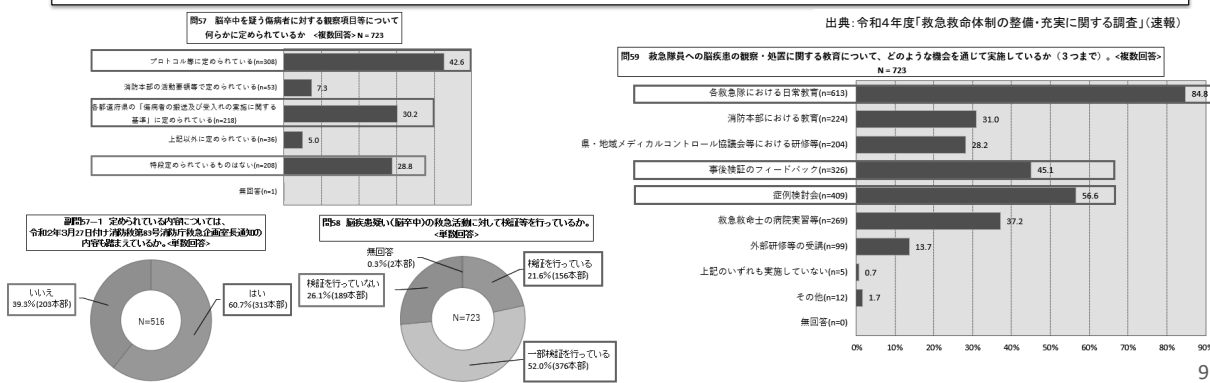 出典：令和4年度「救急救命体制の整備・充実に関する調査」（速報）
問57　脳卒中を疑う傷病者に対する観察項目等について
何らかに定められているか　<複数回答> N = 723
プロトコル等に定められている(n=308)
42.6
消防本部の活動要領等で定められている(n=53)
7.3
各都道府県の「傷病者の搬送及び受入れの実施に関する
基準」に定められている(n=218)
30.2
上記以外に定められている(n=36)
5.0
特段定められているものはない(n=208)
28.8
無回答(n=1)
副問57－1　定められている内容については、
令和2年3月27日付け消防救第83号消防庁救急企画室長通知の
内容も踏まえているか。<単数回答>
いいえ
39.3%(203本部)
N=516
はい
60.7%(313本部)
問58　脳疾患疑い(脳卒中)の救急活動に対して検証等を行っているか。
<単数回答>
無回答
0.3%(2本部)
検証を行っている
21.6%(156本部)
検証を行っていない
26.1%(189本部)
N=723
一部検証を行っている
52.0%(376本部)
問59　救急隊員への脳疾患の観察・処置に関する教育について、どのような機会を通じて実施しているか（３つまで）。<複数回答>
N = 723
各救急隊における日常教育(n=613)
84.8
消防本部における教育(n=224)
31.0
県・地域メディカルコントロール協議会等における研修等(n=204)
28.2
事後検証のフィードバック(n=326)
45.1
症例検討会(n=409)
56.6
救急救命士の病院実習等(n=269)
37.2
外部研修等の受講(n=99)
13.7
上記のいずれも実施していない(n=5)
0.7
その他(n=12)
1.7
無回答(n=0)
0% 10% 20% 30% 40% 50% 60% 70% 80% 90%
9